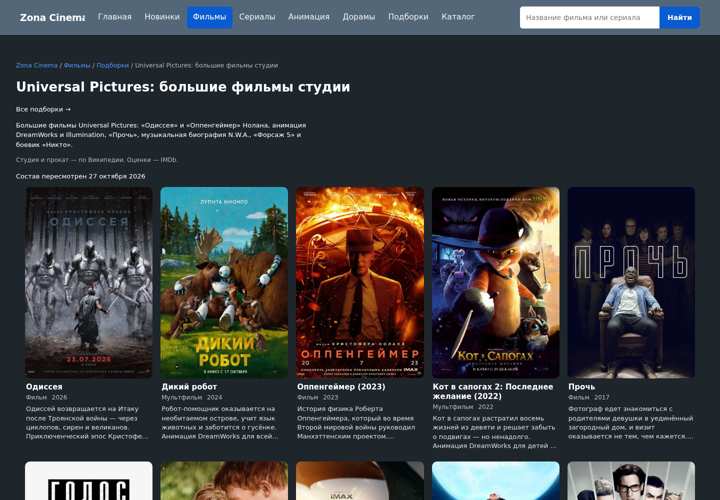 Zona Cinema
Главная Новинки Фильмы Сериалы Анимация Дорамы Подборки Каталог
Название фильма или сериала Найти
Zona Cinema / Фильмы / Подборки / Universal Pictures: большие фильмы студии
Universal Pictures: большие фильмы студии
Все подборки →
Большие фильмы Universal Pictures: «Одиссея» и «Оппенгеймер» Нолана, анимация
DreamWorks и Illumination, «Прочь», музыкальная биография N.W.A., «Форсаж 5» и
боевик «Никто».
Студия и прокат — по Википедии. Оценки — IMDb.
Состав пересмотрен 27 октября 2026
ОДИССЕЯ
21.07.2026
ЛУПИТА НИОНГО
ДИКИЙ
РОБОТ
ОППЕНГЕЙМЕР
20 7 23
IMAX
КОТ В САПОГАХ
ПРОЧЬ
Одиссея
Фильм 2026
Одиссей возвращается на Итаку
после Троянской войны — через
циклопов, сирен и великанов.
Приключенческий эпос Кристофе...
Дикий робот
Мультфильм 2024
Робот-помощник оказывается на
необитаемом острове, учит язык
животных и заботится о гусёнке.
Анимация DreamWorks для всей...
Оппенгеймер (2023)
Фильм 2023
История физика Роберта
Оппенгеймера, который во время
Второй мировой войны руководил
Манхэттенским проектом....
Кот в сапогах 2: Последнее
желание (2022)
Мультфильм 2022
Кот в сапогах растратил восемь
жизней из девяти и решает забыть
о подвигах — но ненадолго.
Анимация DreamWorks для детей ...
Прочь
Фильм 2017
Фотограф едет знакомиться с
родителями девушки в уединённый
загородный дом, и визит
оказывается не тем, чем кажется....
ГОЛОС
IMAX